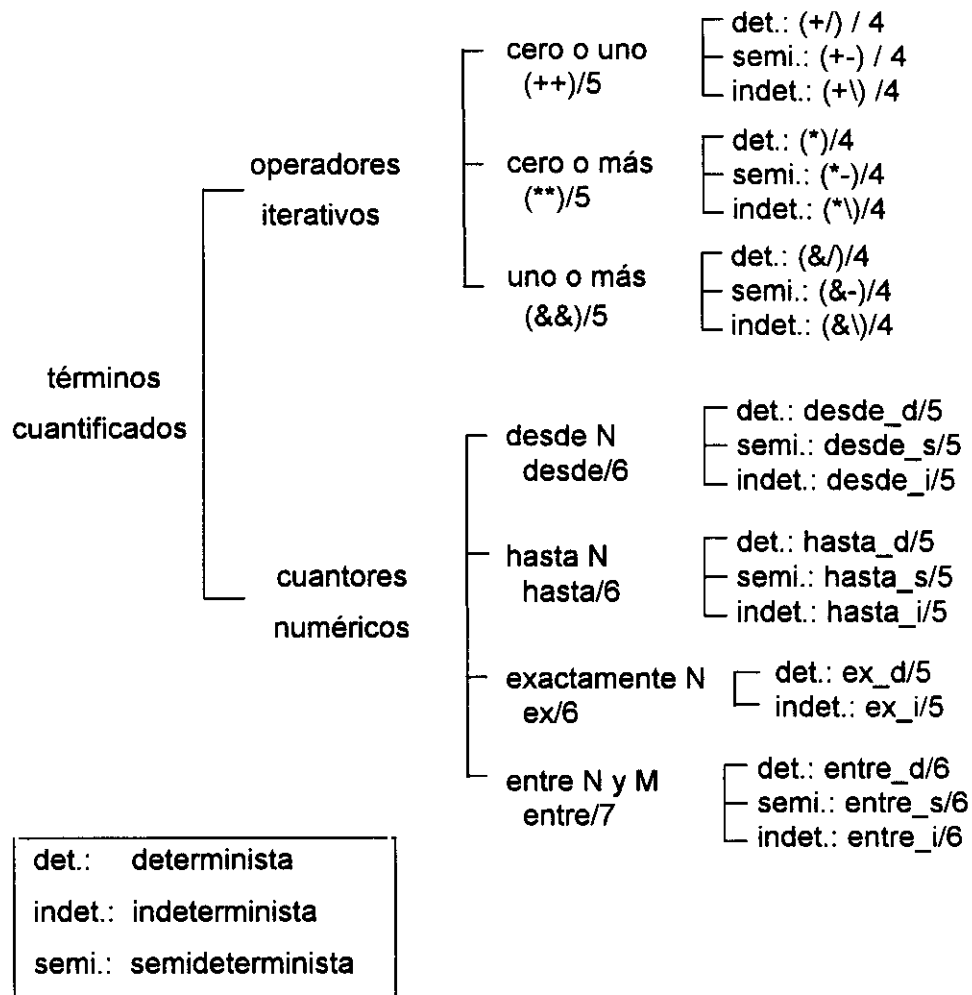 términos
cuantificados
operadores
iterativos
cero o uno
(++)/5
det.: (+/) / 4
semi.: (+-) / 4
indet.: (+\) /4
cero o más
(**)/5
det.: (*)/4
semi.: (*-)/4
indet.: (*\)/4
uno o más
(&&)/5
det.: (&/)/4
semi.: (&-)/4
indet.: (&\)/4
cuantores
numéricos
desde N
desde/6
det.: desde_d/5
semi.: desde_s/5
indet.: desde_i/5
hasta N
hasta/6
det.: hasta_d/5
semi.: hasta_s/5
indet.: hasta_i/5
exactamente N
ex/6
det.: ex_d/5
indet.: ex_i/5
entre N y M
entre/7
det.: entre_d/6
semi.: entre_s/6
indet.: entre_i/6
det.: determinista
indet.: indeterminista
semi.: semideterminista